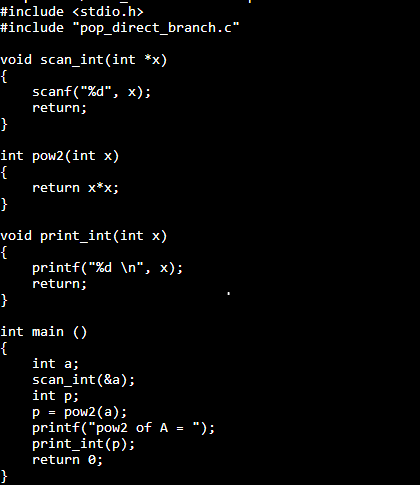 #include <stdio.h>
#include "pop_direct_branch.c"
void scan_int(int *x)
{
scanf("%d", x);
return;
}
int pow2(int x)
{
return x*x;
}
void print_int(int x)
{
printf("%d \n", x);
return;
}
int main ()
{
int a;
scan_int(&a);
int p;
p = pow2(a);
printf("pow2 of A = ");
print_int(p);
return 0;
}